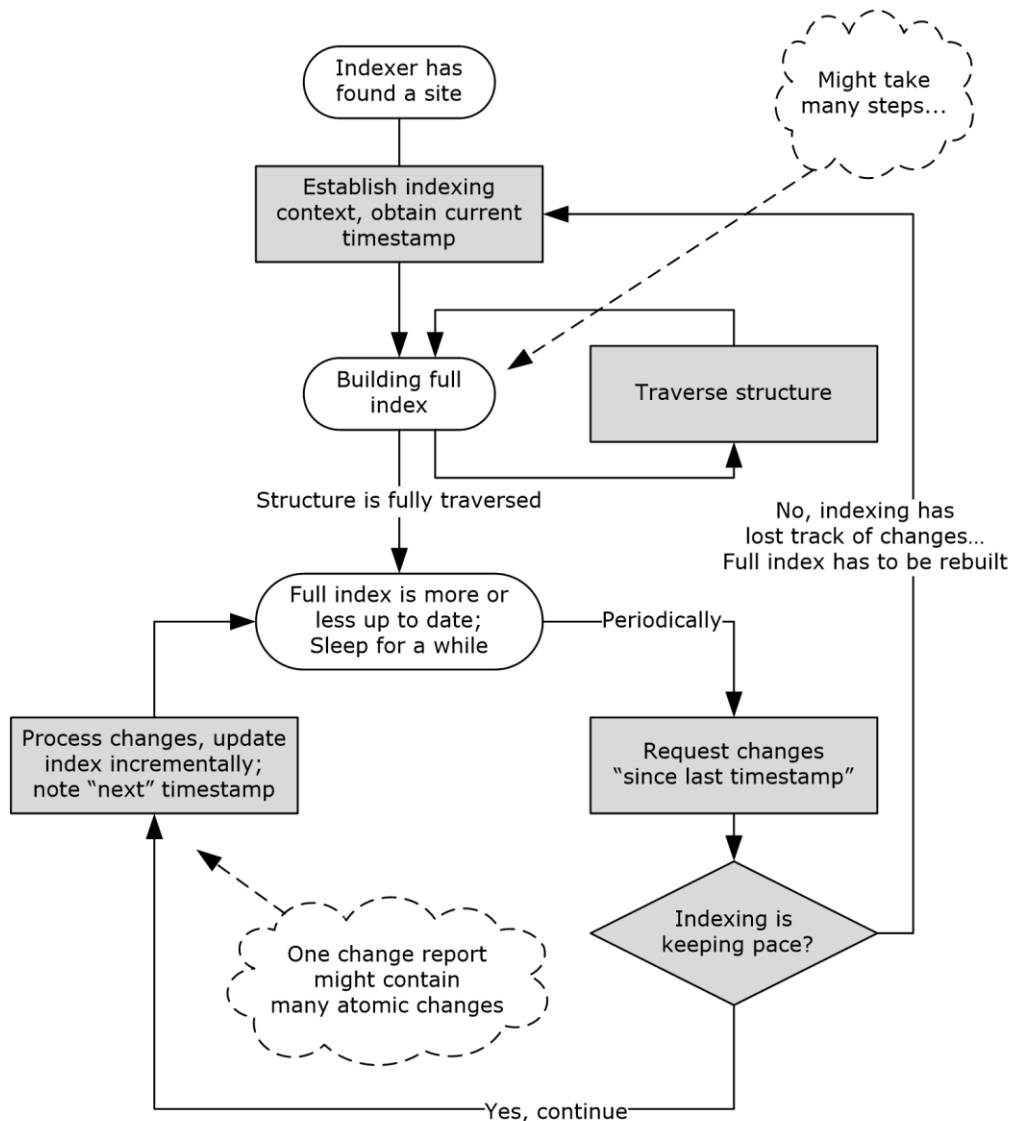 Indexer has
found a site
Might take
many steps...
Establish indexing
context, obtain current
timestamp
Building full
index
Traverse structure
Structure is fully traversed
No, indexing has
lost track of changes...
Full index has to be rebuilt
Full index is more or
less up to date;
Sleep for a while
Periodically
Process changes, update
index incrementally;
note “next” timestamp
Request changes
“since last timestamp”
Indexing is
keeping pace?
One change report
might contain
many atomic changes
Yes, continue